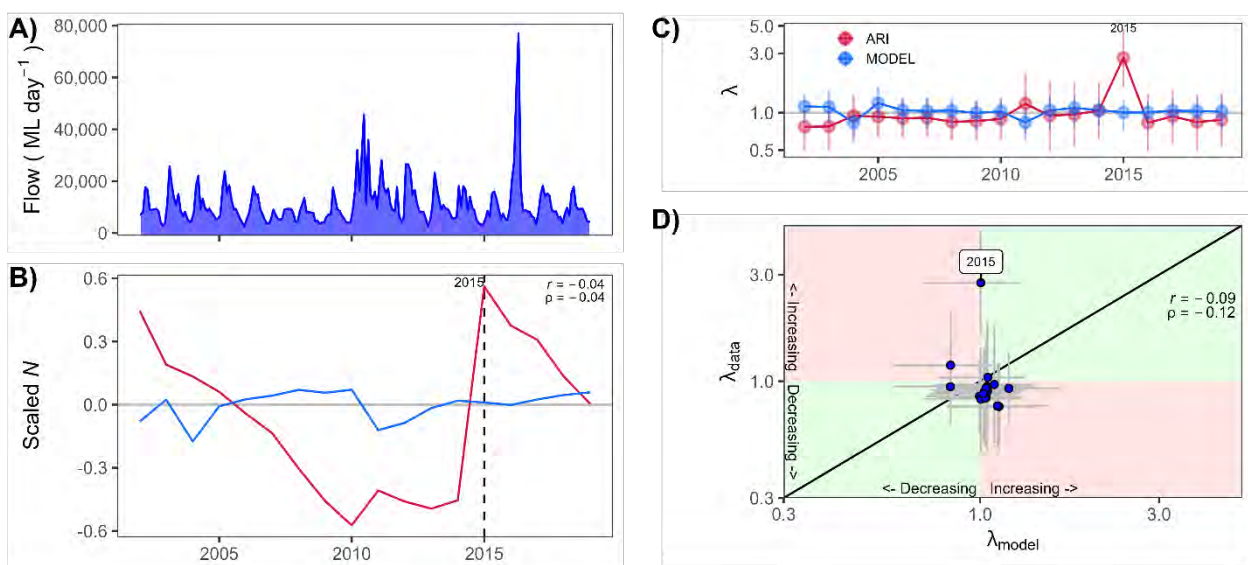 A)
80,000
60,000
40,000
20,000
0
Flow ( ML day⁻¹ )
2005
2010
2015
B)
0.6
0.3
0.0
-0.3
-0.6
Scaled N
2015
r = −0.04
ρ = −0.04
2005
2010
2015
C)
5.0
3.0
1.0
0.5
λ
ARI
MODEL
2015
2005
2010
2015
D)
3.0
1.0
0.3
λdata
<- Increasing
Decreasing ->
2015
r = −0.09
ρ = −0.12
<- Decreasing Increasing ->
0.3
1.0
3.0
λmodel